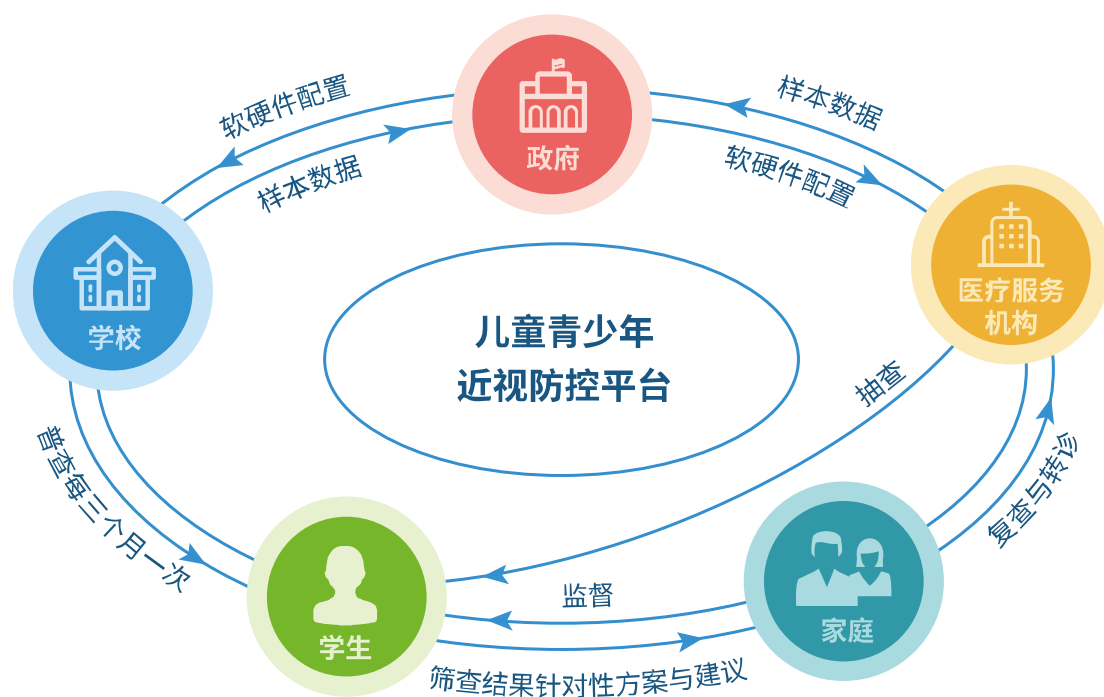 政府
软硬件配置
样本数据
样本数据
软硬件配置
学校
医疗服务
机构
儿童青少年
近视防控平台
抽查
普查每三个月一次
复查与转诊
监督
学生
家庭
筛查结果针对性方案与建议